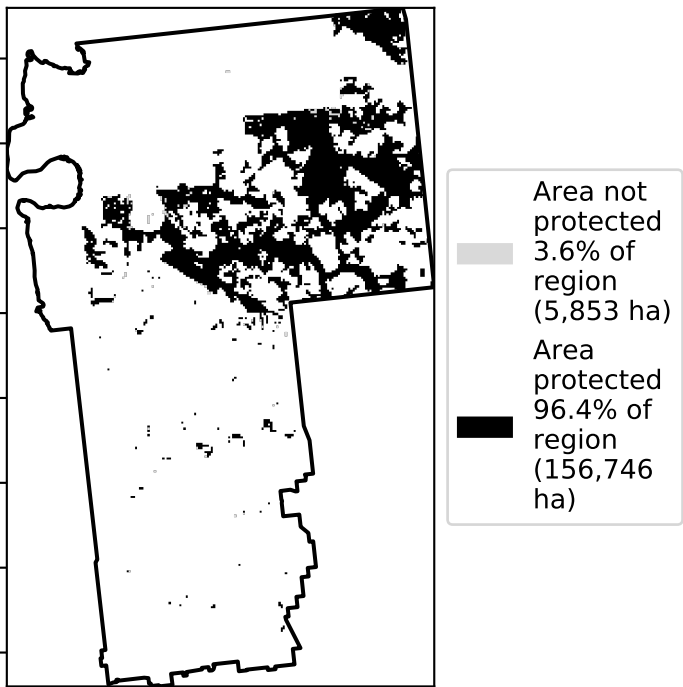 Area not
protected
3.6% of
region
(5,853 ha)
Area
protected
96.4% of
region
(156,746
ha)